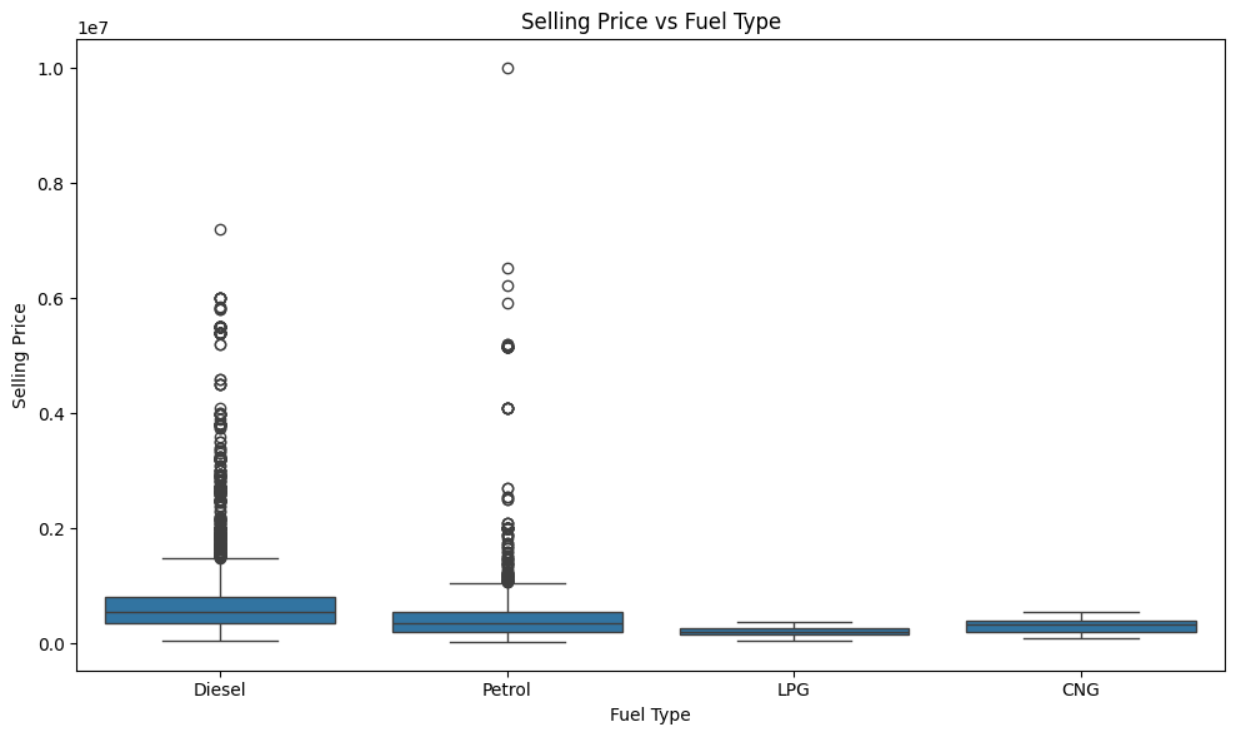 Selling Price vs Fuel Type
1e7
1.0
0.8
0.6
0.4
0.2
0.0
Selling Price
Diesel Petrol LPG CNG
Fuel Type